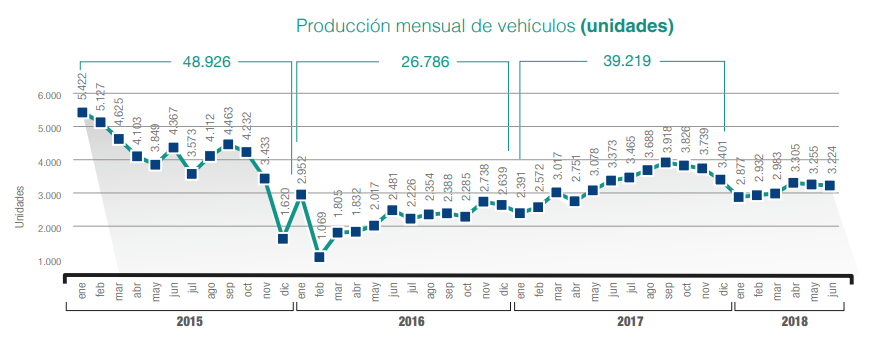 Producción mensual de vehículos (unidades)
48.926 26.786 39.219
Unidades
6.000
5.000
4.000
3.000
2.000
1.000
5.422 5.127 4.625 4.103 3.849 4.367 3.573 4.112 4.463 4.232 3.433 1.620 2.952 1.069 1.805 1.832 2.017 2.481 2.226 2.354 2.388 2.285 2.738 2.639 2.391 2.572 3.017 2.751 3.078 3.373 3.465 3.688 3.918 3.826 3.739 3.401 2.877 2.932 2.983 3.305 3.255 3.224
ene feb mar abr may jun jul ago sep oct nov dic ene feb mar abr may jun jul ago sep oct nov dic ene feb mar abr may jun jul ago sep oct nov dic ene feb mar abr may jun
2015 2016 2017 2018